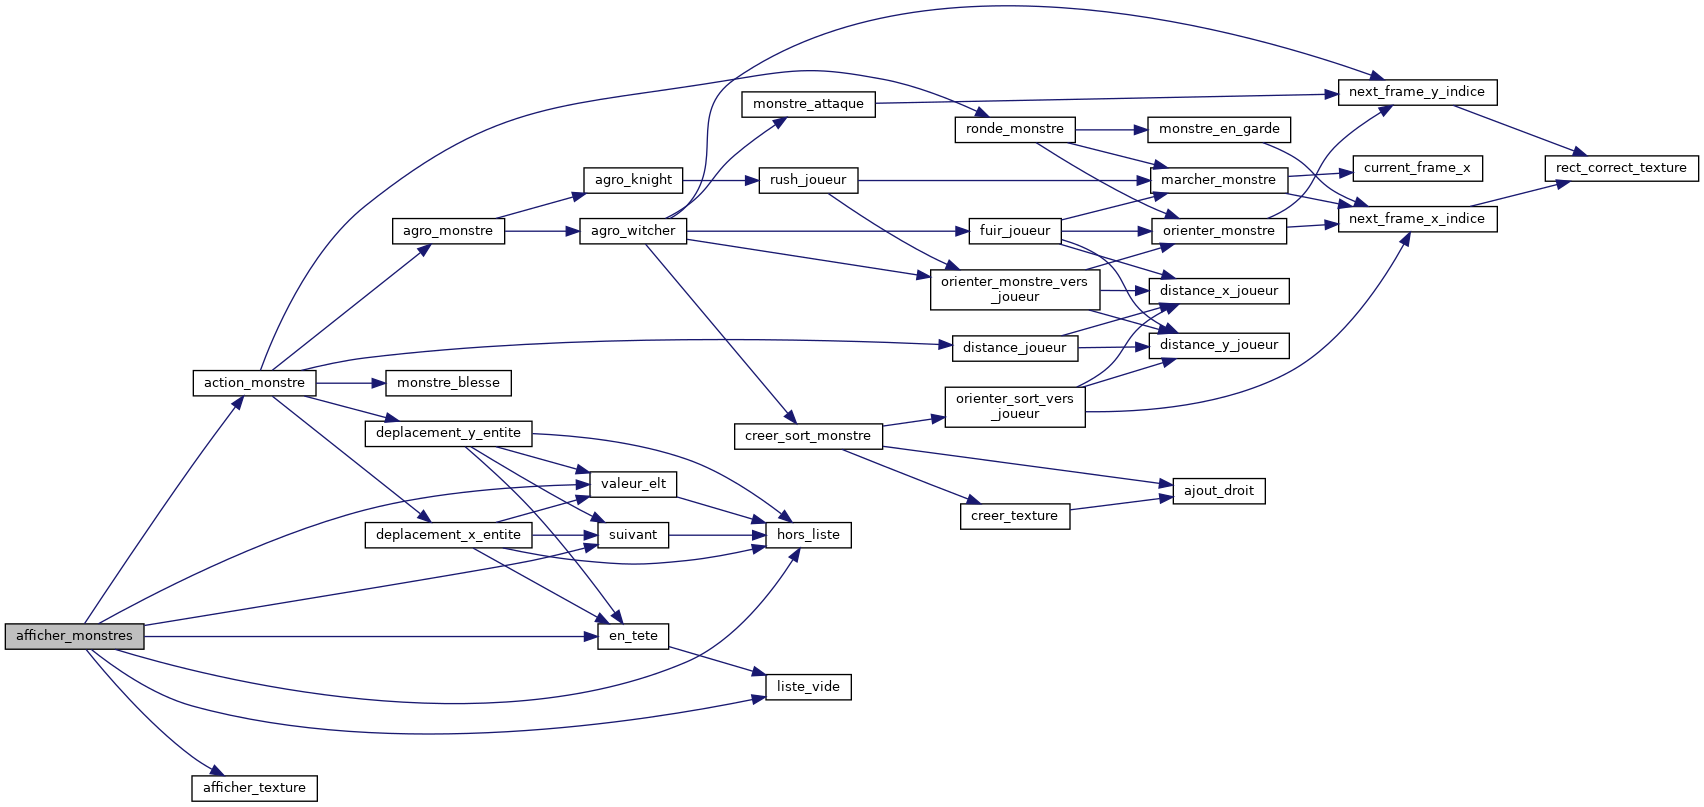 afficher_monstres
action_monstre
afficher_texture
agro_monstre
monstre_blesse
deplacement_y_entite
deplacement_x_entite
agro_knight
agro_witcher
valeur_elt
suivant
en_tete
monstre_attaque
rush_joueur
creer_sort_monstre
hors_liste
liste_vide
ronde_monstre
fuir_joueur
orienter_monstre_vers
_joueur
distance_joueur
orienter_sort_vers
_joueur
creer_texture
monstre_en_garde
marcher_monstre
orienter_monstre
distance_x_joueur
distance_y_joueur
ajout_droit
next_frame_y_indice
current_frame_x
next_frame_x_indice
rect_correct_texture